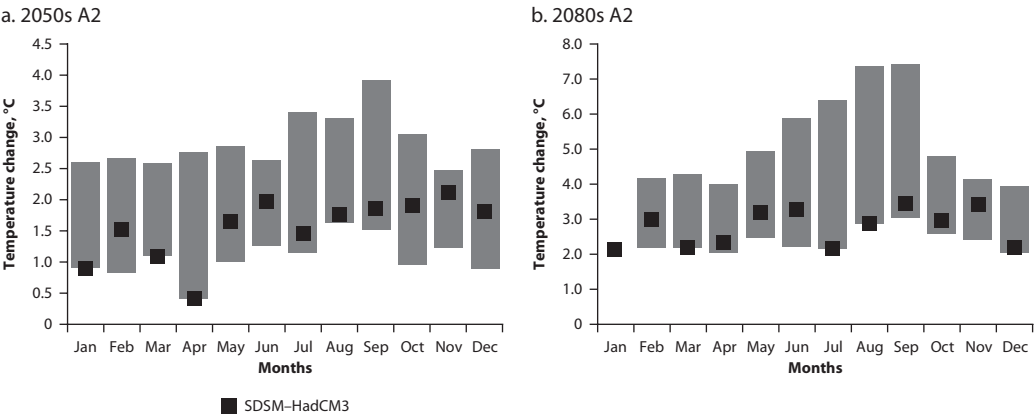 a. 2050s A2
4.5
4.0
3.5
3.0
2.5
2.0
1.5
1.0
0.5
0
Temperature change, °C
Jan Feb Mar Apr May Jun Jul Aug Sep Oct Nov Dec
Months
b. 2080s A2
8.0
7.0
6.0
5.0
4.0
3.0
2.0
1.0
0
Temperature change, °C
Jan Feb Mar Apr May Jun Jul Aug Sep Oct Nov Dec
Months
SDSM–HadCM3